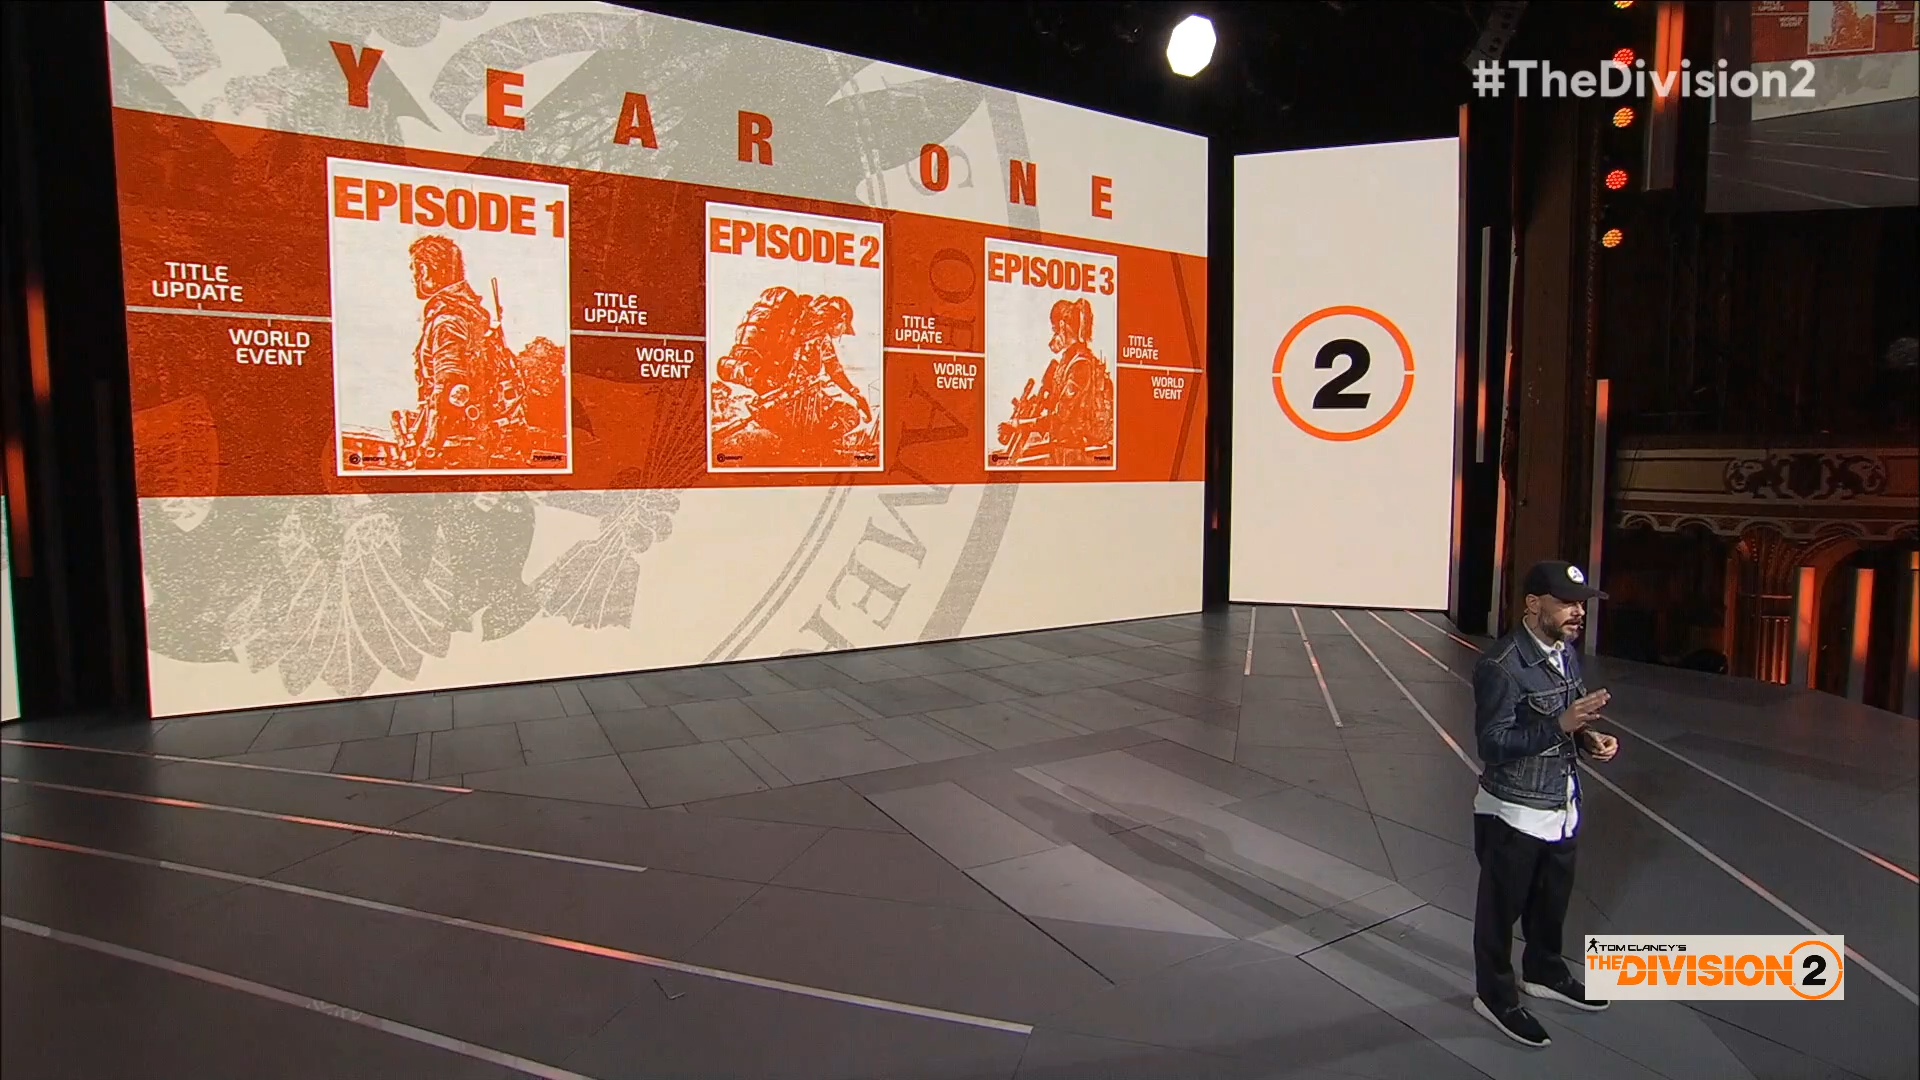 #TheDivision2
YEAR ONE
EPISODE 1
EPISODE 2
EPISODE 3
TITLE
UPDATE
WORLD
EVENT
TITLE
UPDATE
WORLD
EVENT
TITLE
UPDATE
WORLD
EVENT
TITLE
UPDATE
WORLD
EVENT
2
TOM CLANCY'S
THE DIVISION 2